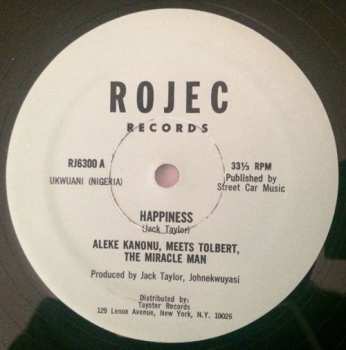 ROJEC
RECORDS
RJ6300 A
33⅓ RPM
UKWUANI (NIGERIA)
Published by
Street Car Music
HAPPINESS
(Jack Taylor)
ALEKE KANONU, MEETS TOLBERT,
THE MIRACLE MAN
Produced by Jack Taylor, Johnekwuyasi
Distributed by:
Tayster Records
129 Lenox Avenue, New York, N.Y. 10026